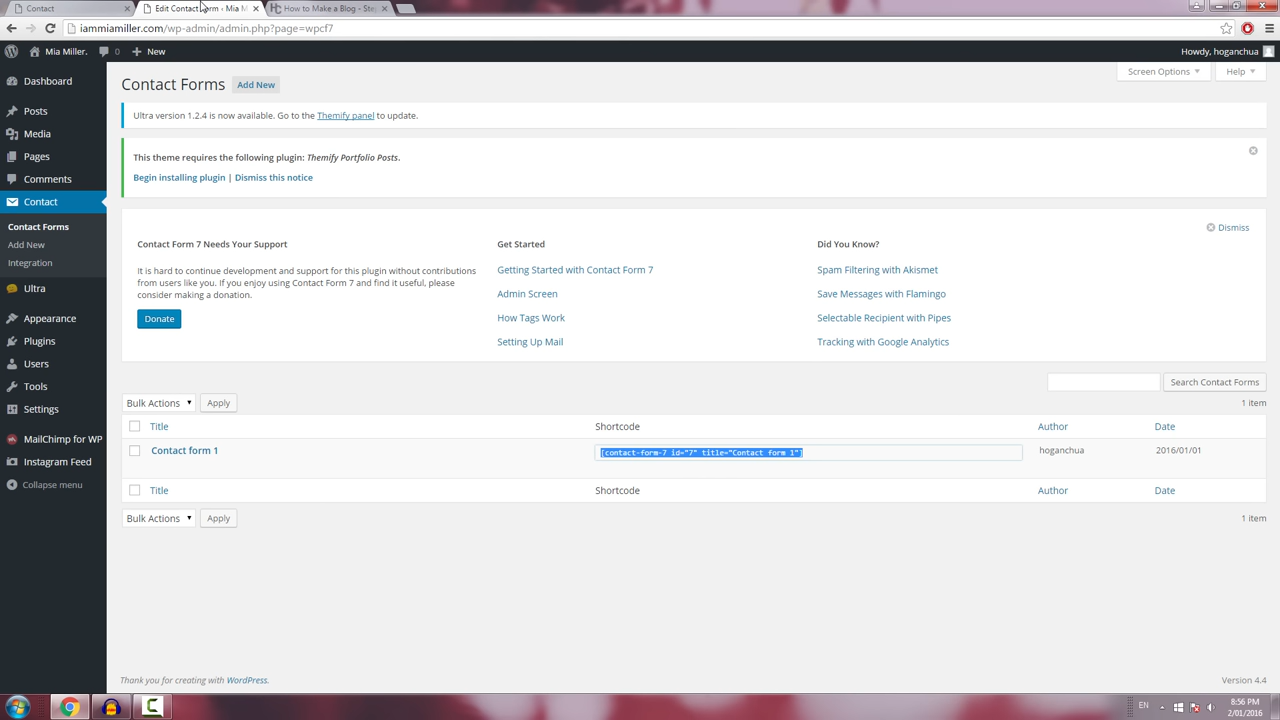 Contact
Edit Contact Form ‹ Mia M
How to Make a Blog - Ste
iammiamiller.com/wp-admin/admin.php?page=wpcf7
Mia Miller. 0 New
Howdy, hoganchua
Dashboard
Posts
Media
Pages
Comments
Contact
Contact Forms
Add New
Integration
Ultra
Appearance
Plugins
Users
Tools
Settings
MailChimp for WP
Instagram Feed
Collapse menu
Screen Options ▼
Help ▼
Contact Forms Add New
Ultra version 1.2.4 is now available. Go to the Themify panel to update.
This theme requires the following plugin: Themify Portfolio Posts.
Begin installing plugin | Dismiss this notice
Dismiss
Contact Form 7 Needs Your Support
It is hard to continue development and support for this plugin without contributions
from users like you. If you enjoy using Contact Form 7 and find it useful, please
consider making a donation.
Donate
Get Started
Getting Started with Contact Form 7
Admin Screen
How Tags Work
Setting Up Mail
Did You Know?
Spam Filtering with Akismet
Save Messages with Flamingo
Selectable Recipient with Pipes
Tracking with Google Analytics
Search Contact Forms
Bulk Actions ▼ Apply
1 item
Title Shortcode Author Date
Contact form 1 [contact-form-7 id="7" title="Contact form 1"] hoganchua 2016/01/01
Title Shortcode Author Date
Bulk Actions ▼ Apply
1 item
Thank you for creating with WordPress.
Version 4.4
EN
8:56 PM
2/01/2016